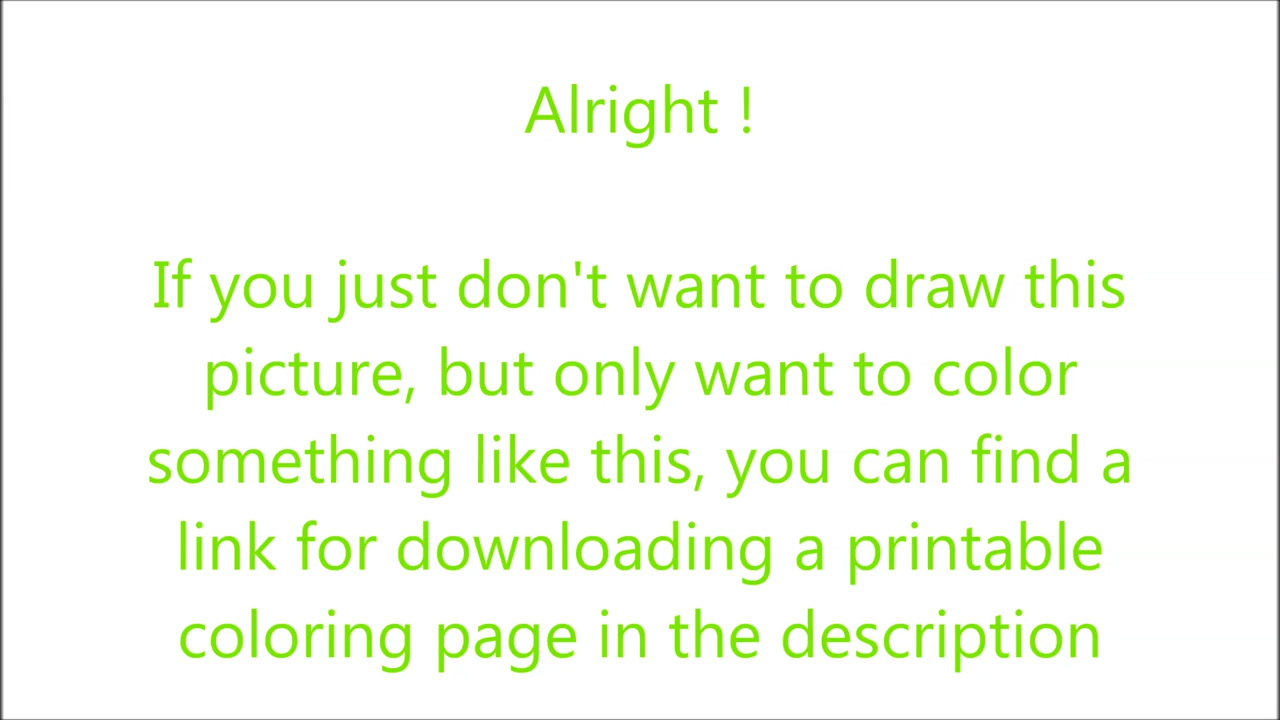 Alright !
If you just don't want to draw this
picture, but only want to color
something like this, you can find a
link for downloading a printable
coloring page in the description